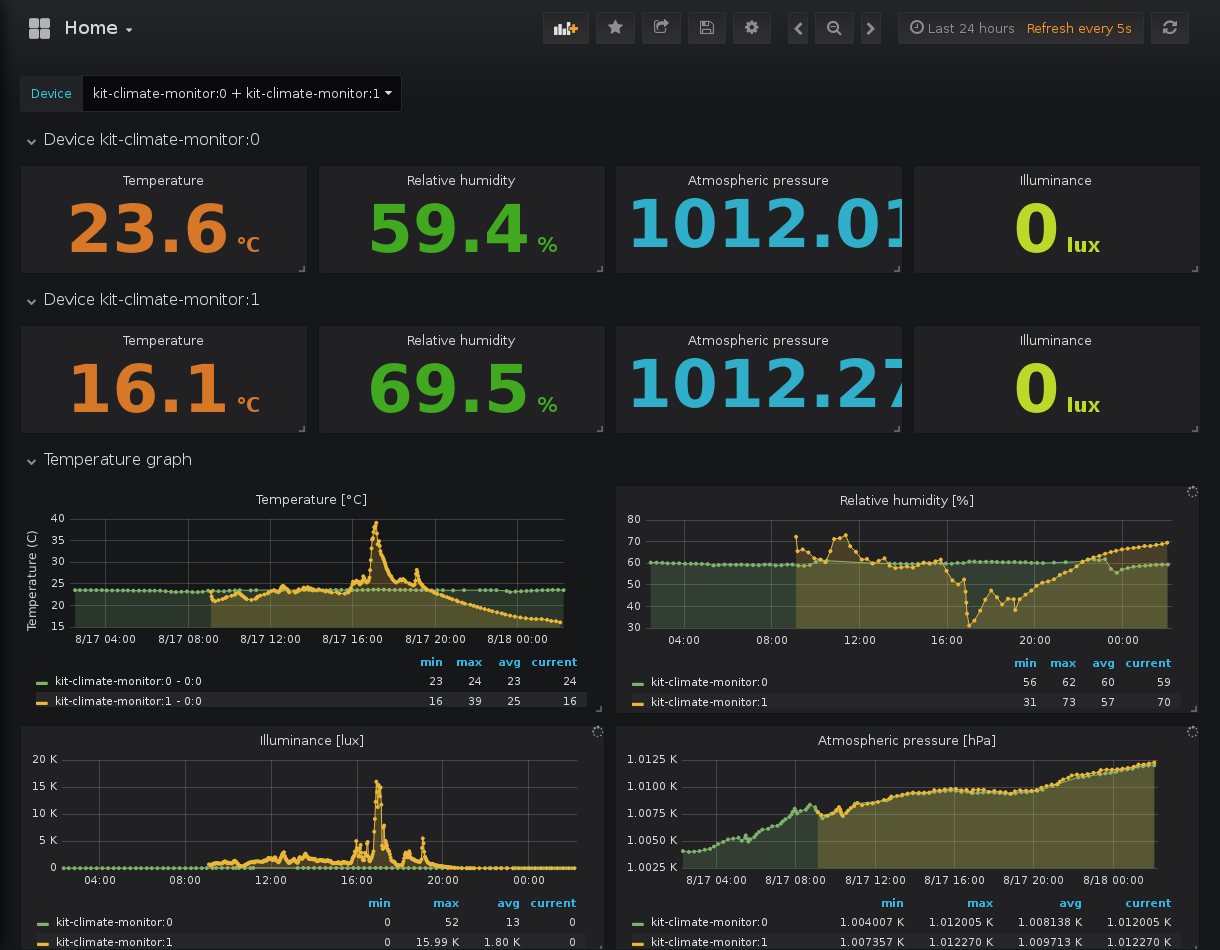 Home
Last 24 hours Refresh every 5s
Device kit-climate-monitor:0 + kit-climate-monitor:1
Device kit-climate-monitor:0
Temperature Relative humidity Atmospheric pressure Illuminance
23.6 °C 59.4 % 1012.01 0 lux
Device kit-climate-monitor:1
Temperature Relative humidity Atmospheric pressure Illuminance
16.1 °C 69.5 % 1012.27 0 lux
Temperature graph
Temperature [°C]
Temperature (C)
40
35
30
25
20
15
8/17 04:00 8/17 08:00 8/17 12:00 8/17 16:00 8/17 20:00 8/18 00:00
min max avg current
kit-climate-monitor:0 - 0:0 23 24 23 24
kit-climate-monitor:1 - 0:0 16 39 25 16
Relative humidity [%]
80
70
60
50
40
30
04:00 08:00 12:00 16:00 20:00 00:00
min max avg current
kit-climate-monitor:0 56 62 60 59
kit-climate-monitor:1 31 73 57 70
Illuminance [lux]
20 K
15 K
10 K
5 K
0
04:00 08:00 12:00 16:00 20:00 00:00
min max avg current
kit-climate-monitor:0 0 52 13 0
kit-climate-monitor:1 0 15.99 K 1.80 K 0
Atmospheric pressure [hPa]
1.0125 K
1.0100 K
1.0075 K
1.0050 K
1.0025 K
8/17 04:00 8/17 08:00 8/17 12:00 8/17 16:00 8/17 20:00 8/18 00:00
min max avg current
kit-climate-monitor:0 1.004007 K 1.012005 K 1.008138 K 1.012005 K
kit-climate-monitor:1 1.007357 K 1.012270 K 1.009713 K 1.012270 K